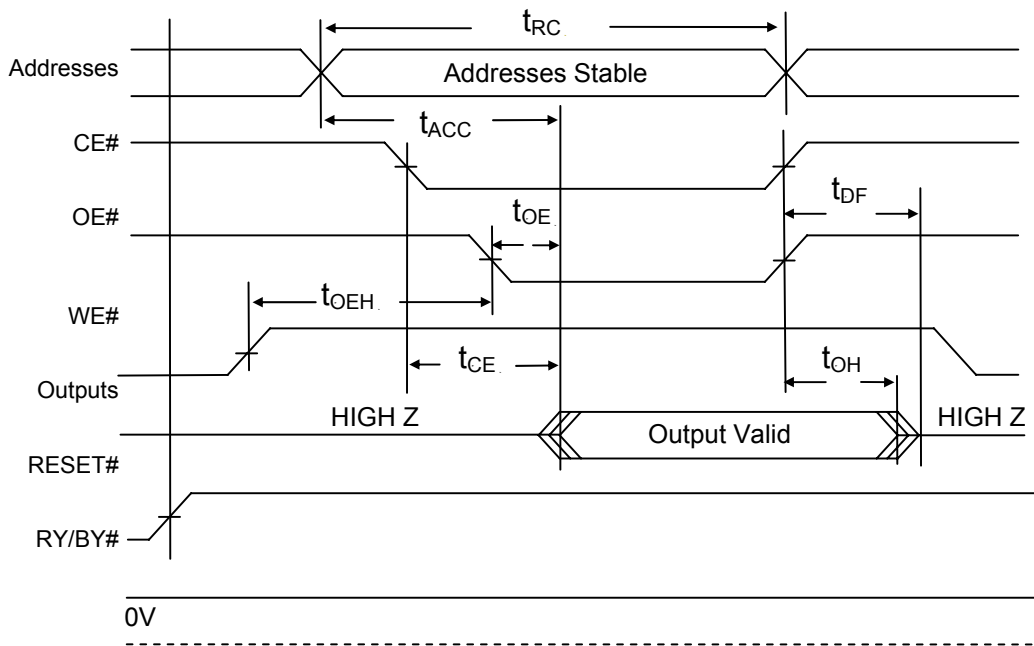 tRC
Addresses
Addresses Stable
tACC
CE#
tDF
OE#
tOE
tOEH
WE#
tCE
tOH
Outputs
HIGH Z
Output Valid
HIGH Z
RESET#
RY/BY#
0V